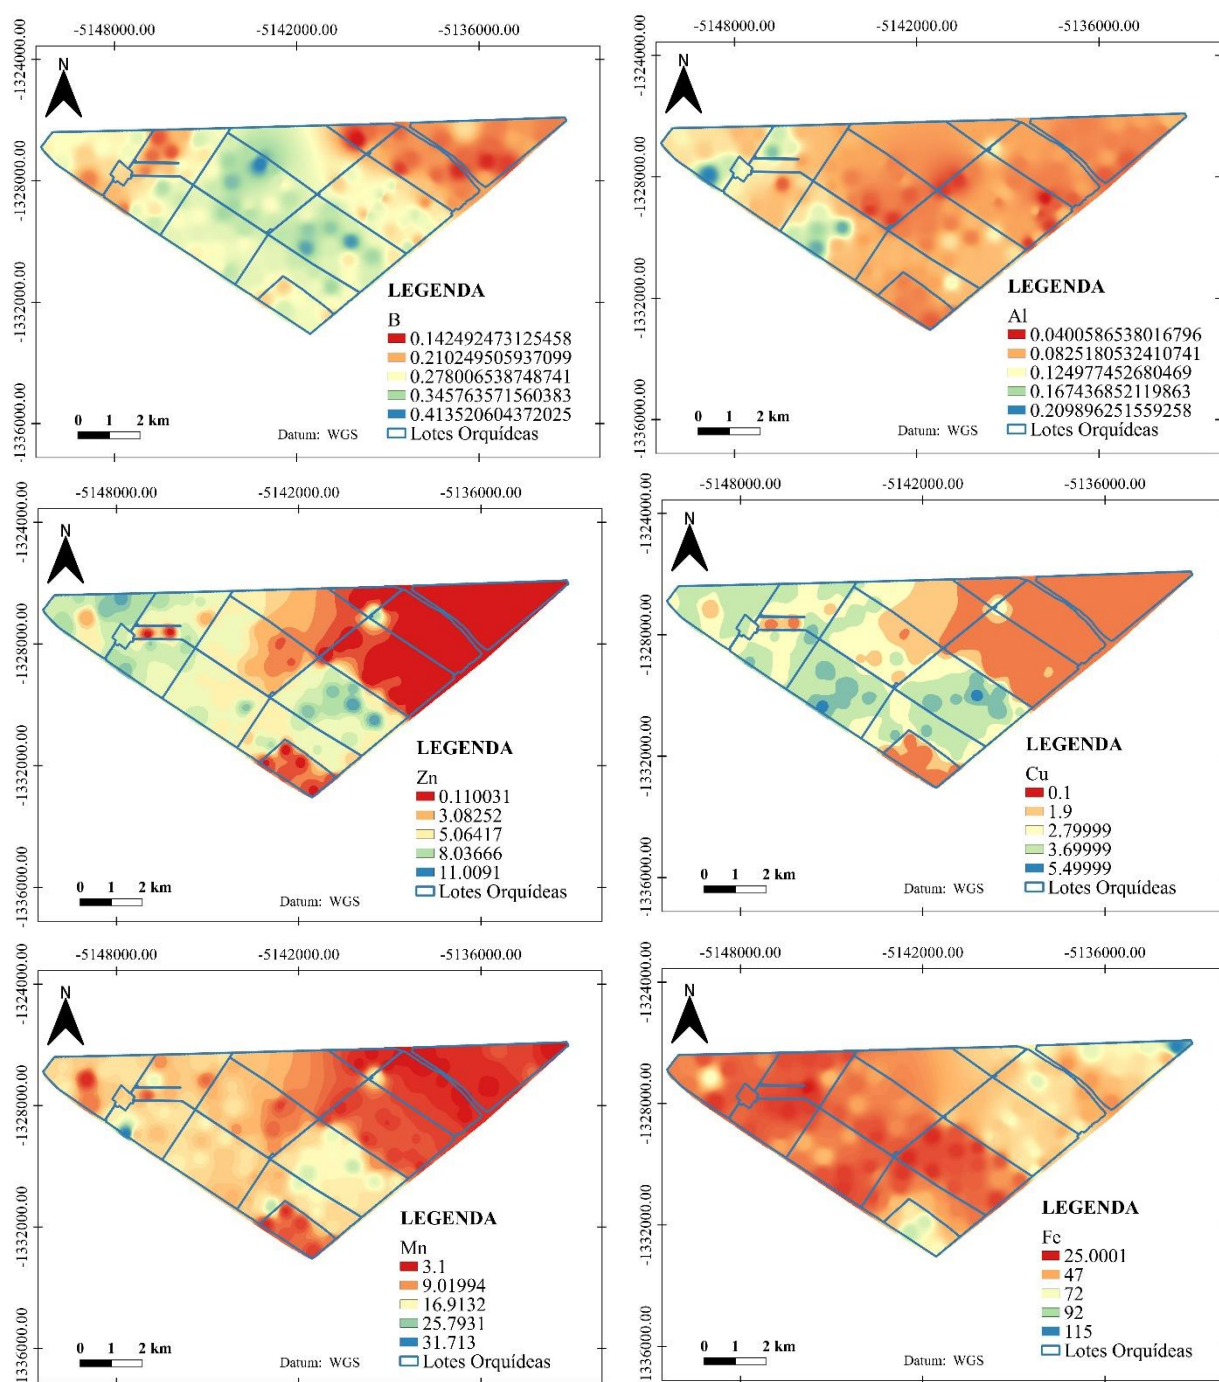 -5148000.00 -5142000.00 -5136000.00
-1324000.00
-1328000.00
-1332000.00
-1336000.00
N
LEGENDA
B
0.142492473125458
0.210249505937099
0.278006538748741
0.345763571560383
0.413520604372025
Lotes Orquídeas
0 1 2 km
Datum: WGS
-5148000.00 -5142000.00 -5136000.00
-1324000.00
-1328000.00
-1332000.00
-1336000.00
N
LEGENDA
Al
0.0400586538016796
0.0825180532410741
0.124977452680469
0.167436852119863
0.209896251559258
Lotes Orquídeas
0 1 2 km
Datum: WGS
-5148000.00 -5142000.00 -5136000.00
-1324000.00
-1328000.00
-1332000.00
-1336000.00
N
LEGENDA
Zn
0.110031
3.08252
5.06417
8.03666
11.0091
Lotes Orquídeas
0 1 2 km
Datum: WGS
-5148000.00 -5142000.00 -5136000.00
-1324000.00
-1328000.00
-1332000.00
-1336000.00
N
LEGENDA
Cu
0.1
1.9
2.79999
3.69999
5.49999
Lotes Orquídeas
0 1 2 km
Datum: WGS
-5148000.00 -5142000.00 -5136000.00
-1324000.00
-1328000.00
-1332000.00
-1336000.00
N
LEGENDA
Mn
3.1
9.01994
16.9132
25.7931
31.713
Lotes Orquídeas
0 1 2 km
Datum: WGS
-5148000.00 -5142000.00 -5136000.00
-1324000.00
-1328000.00
-1332000.00
-1336000.00
N
LEGENDA
Fe
25.0001
47
72
92
115
Lotes Orquídeas
0 1 2 km
Datum: WGS